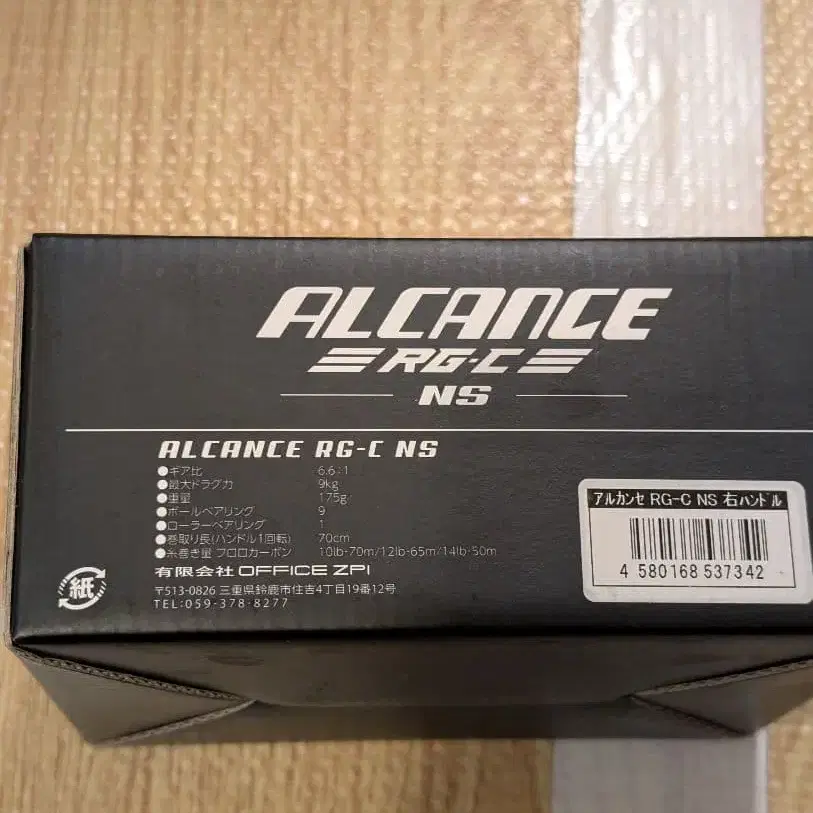 ALCANCE
RG-C
NS
ALCANCE RG-C NS
●ギア比 6.6:1
●最大ドラグ力 9kg
●重量 175g
●ボールベアリング 9
●ローラーベアリング 1
●巻取り長(ハンドル1回転) 70cm
●糸巻き量 フロロカーボン 10lb-70m/12lb-65m/14lb-50m
有限会社OFFICE ZPI
〒513-0826 三重県鈴鹿市住吉4丁目19番12号
TEL:059-378-8277
紙
アルカンセ RG-C NS 右ハンドル
4 580168 537342